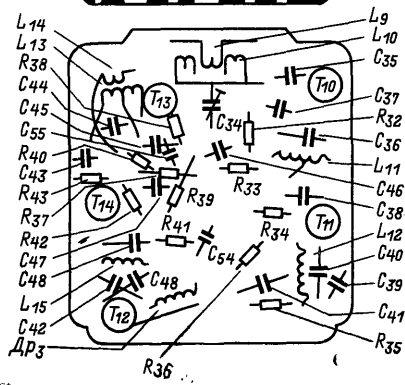 L14
L13
R38
C44
C45
C55
R40
C43
R43
R37
R42
C47
C48
L15
C42
Др3
L9
L10
C35
C37
R32
C36
L11
C46
C38
L12
C40
C39
C41
R35
T13
T10
C34
R33
T14
R39
T11
R34
R41
C54
C48
T12
R36